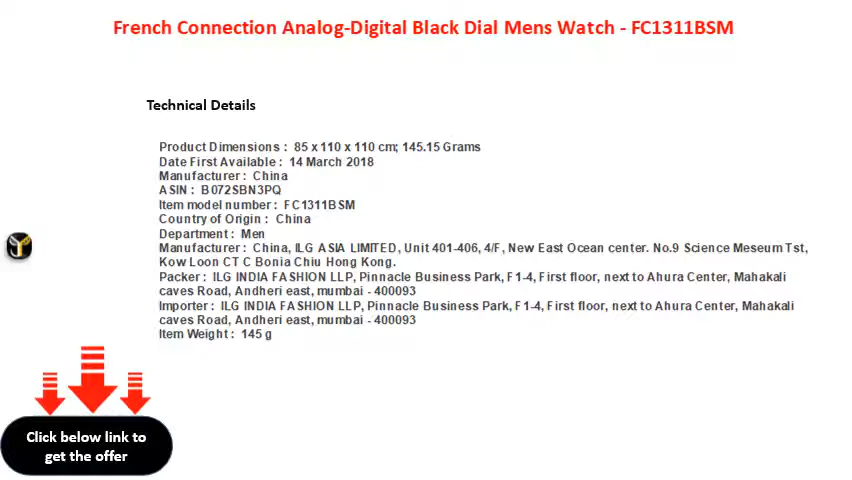 French Connection Analog-Digital Black Dial Mens Watch - FC1311BSM
Technical Details
Product Dimensions : 85 x 110 x 110 cm; 145.15 Grams
Date First Available : 14 March 2018
Manufacturer : China
ASIN : B072SBN3PQ
Item model number : FC1311BSM
Country of Origin : China
Department : Men
Manufacturer : China, ILG ASIA LIMITED, Unit 401-406, 4/F, New East Ocean center. No.9 Science Meseum Tst,
Kow Loon CT C Bonia Chiu Hong Kong.
Packer : ILG INDIA FASHION LLP, Pinnacle Business Park, F1-4, First floor, next to Ahura Center, Mahakali
caves Road, Andheri east, mumbai - 400093
Importer : ILG INDIA FASHION LLP, Pinnacle Business Park, F1-4, First floor, next to Ahura Center, Mahakali
caves Road, Andheri east, mumbai - 400093
Item Weight : 145 g
Click below link to
get the offer